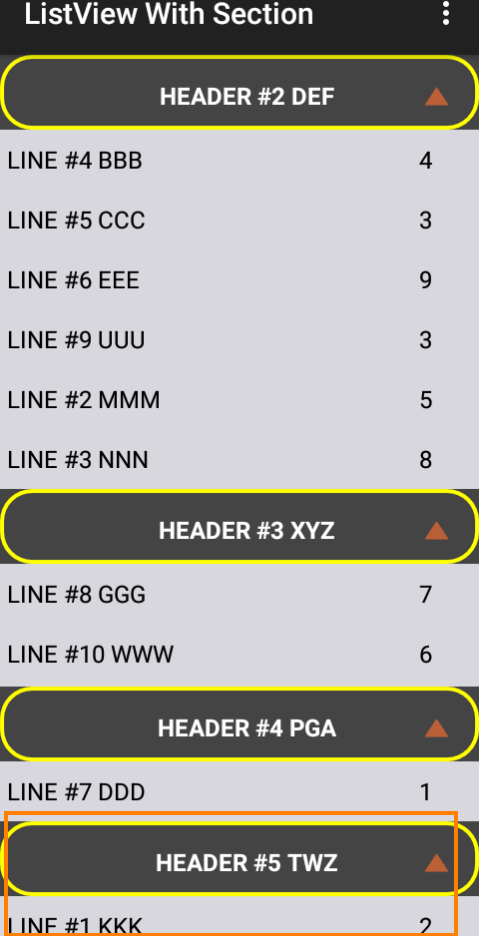 ListView With Section
HEADER #2 DEF
LINE #4 BBB 4
LINE #5 CCC 3
LINE #6 EEE 9
LINE #9 UUU 3
LINE #2 MMM 5
LINE #3 NNN 8
HEADER #3 XYZ
LINE #8 GGG 7
LINE #10 WWW 6
HEADER #4 PGA
LINE #7 DDD 1
HEADER #5 TWZ
LINE #1 KKK 2